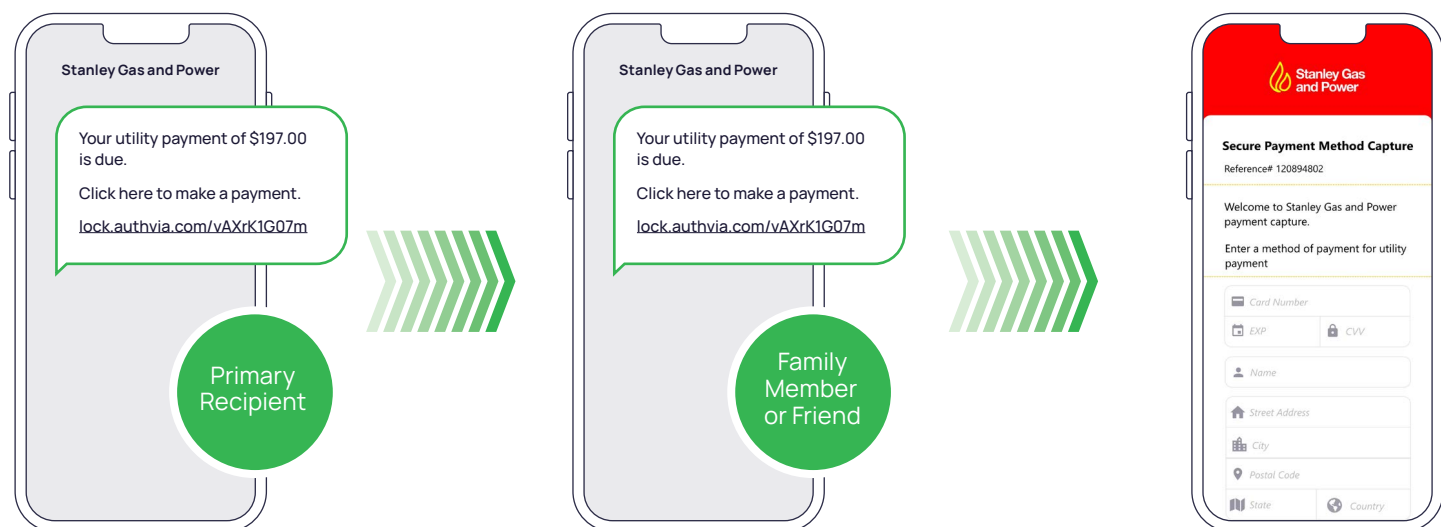 Stanley Gas and Power
Your utility payment of $197.00
is due.
Click here to make a payment.
lock.authvia.com/vAXrK1G07m
Primary
Recipient
Stanley Gas and Power
Your utility payment of $197.00
is due.
Click here to make a payment.
lock.authvia.com/vAXrK1G07m
Family
Member
or Friend
Stanley Gas
and Power
Secure Payment Method Capture
Reference# 120894802
Welcome to Stanley Gas and Power
payment capture.
Enter a method of payment for utility
payment
Card Number
EXP
CVV
Name
Street Address
City
Postal Code
State
Country